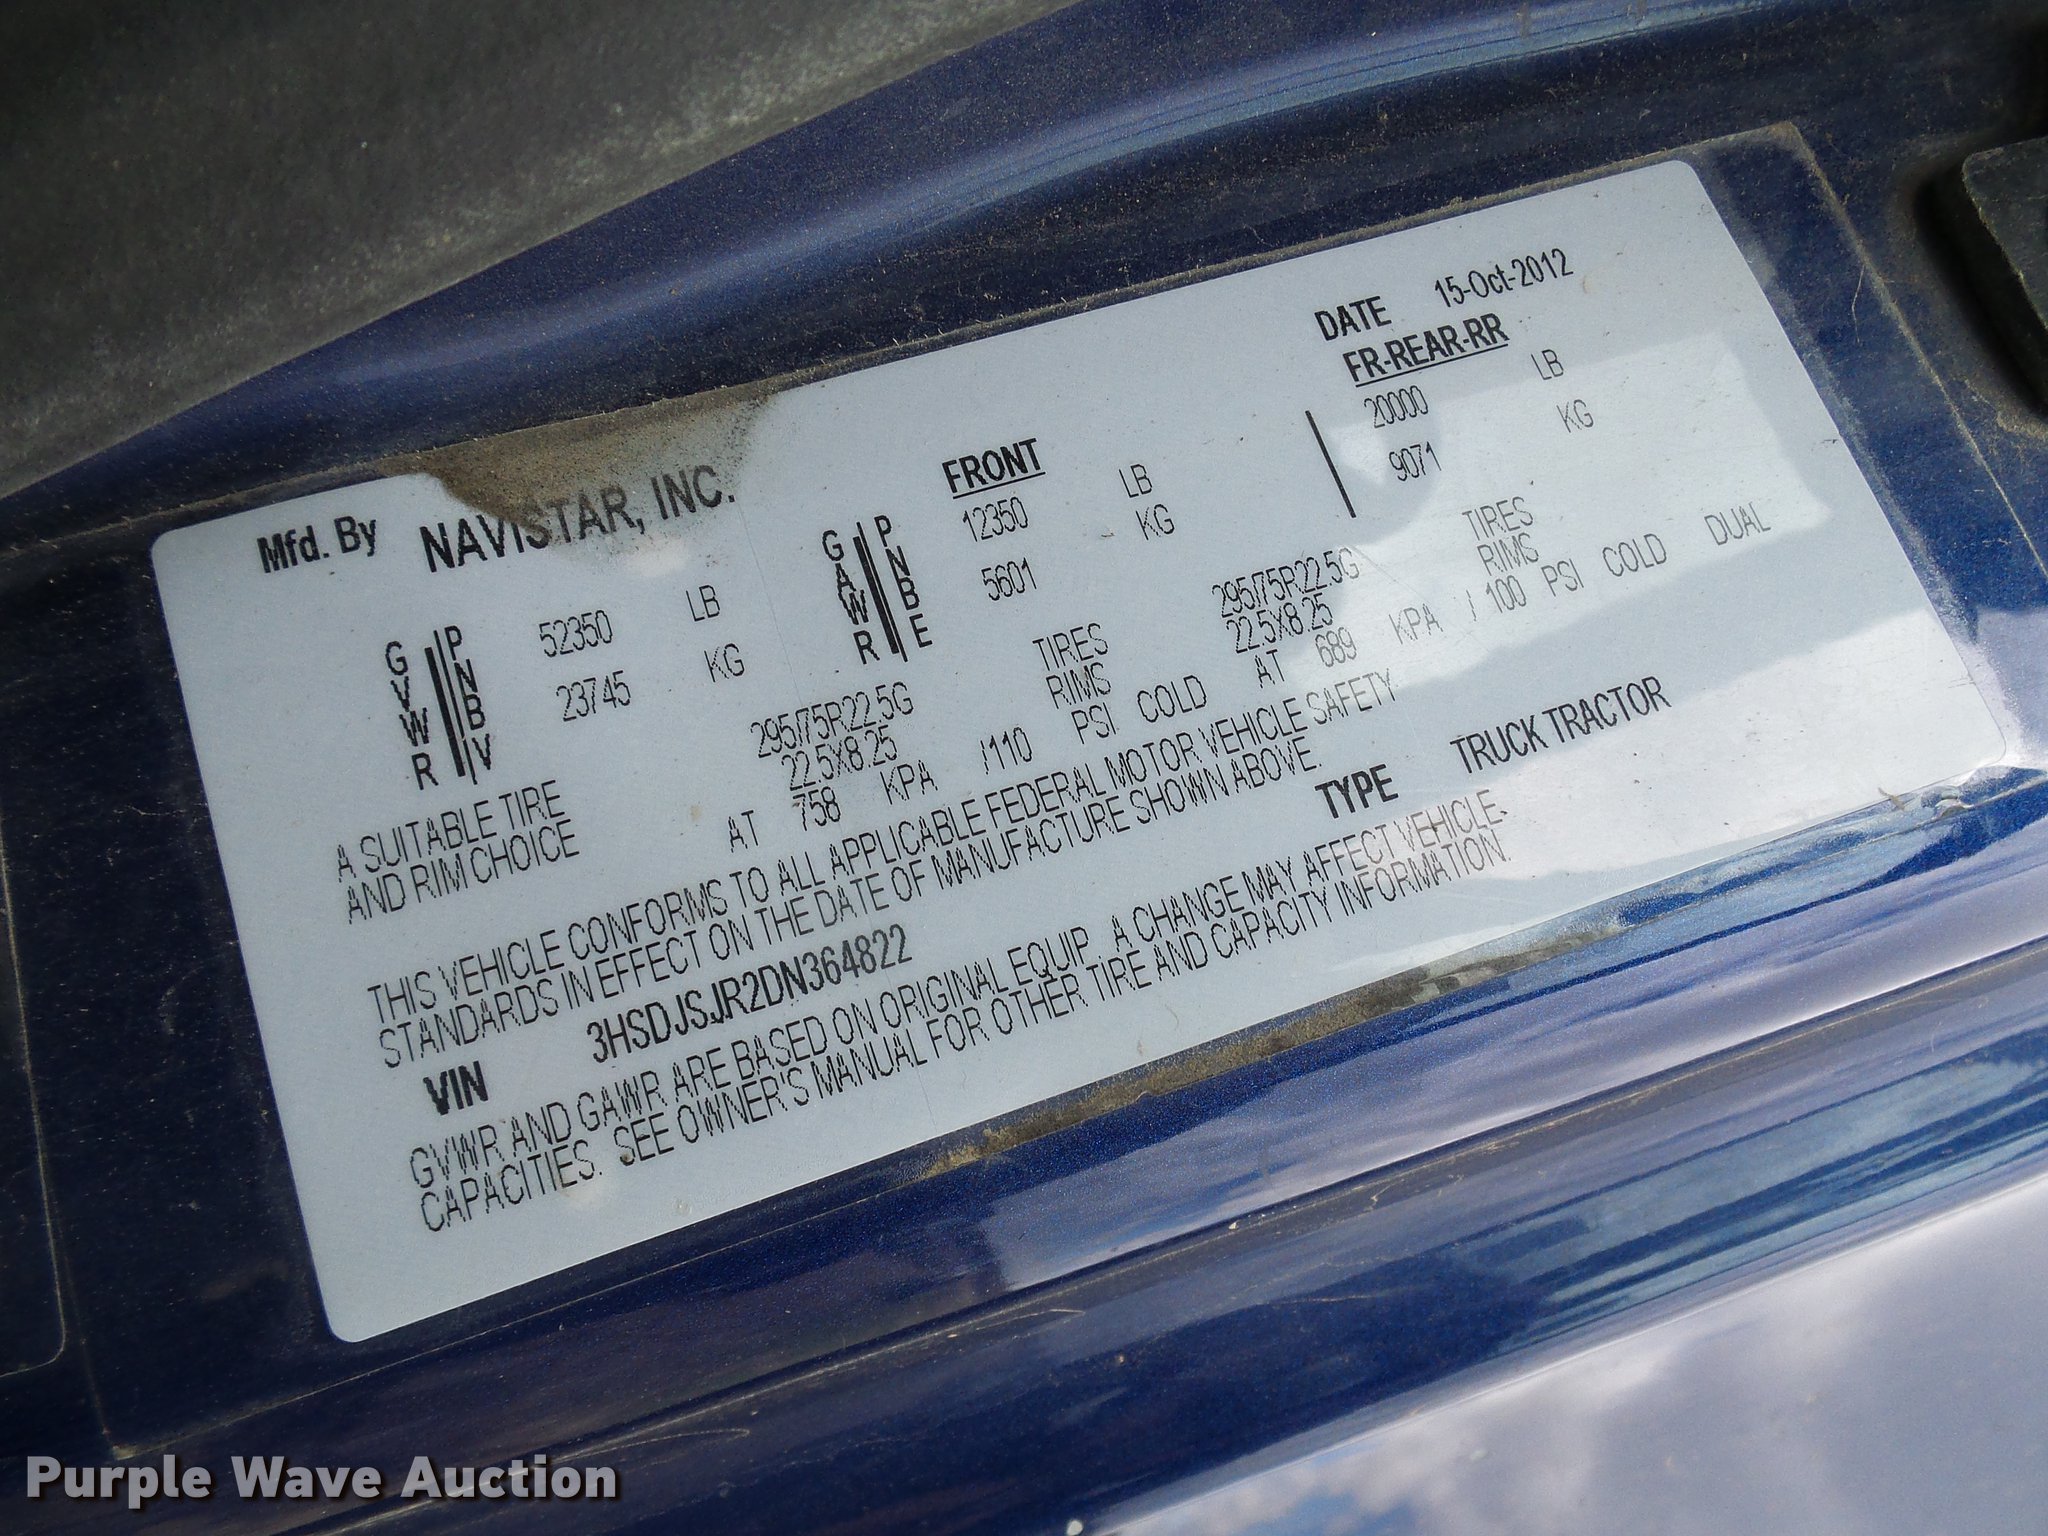 Mfd. By NAVISTAR, INC. DATE 15-Oct-2012
FRONT FR-REAR-RR
GVWR / PNBV 52350 LB GAWR / PNBE 12350 LB 20000 LB
23745 KG 5601 KG 9071 KG
A SUITABLE TIRE 295/75R22.5G TIRES 295/75R22.5G TIRES
AND RIM CHOICE 22.5X8.25 RIMS 22.5X8.25 RIMS
AT 758 KPA /110 PSI COLD AT 689 KPA / 100 PSI COLD DUAL
THIS VEHICLE CONFORMS TO ALL APPLICABLE FEDERAL MOTOR VEHICLE SAFETY
STANDARDS IN EFFECT ON THE DATE OF MANUFACTURE SHOWN ABOVE.
VIN 3HSDJSJR2DN364822 TYPE TRUCK TRACTOR
GVWR AND GAWR ARE BASED ON ORIGINAL EQUIP. A CHANGE MAY AFFECT VEHICLE
CAPACITIES. SEE OWNER'S MANUAL FOR OTHER TIRE AND CAPACITY INFORMATION.
Purple Wave Auction